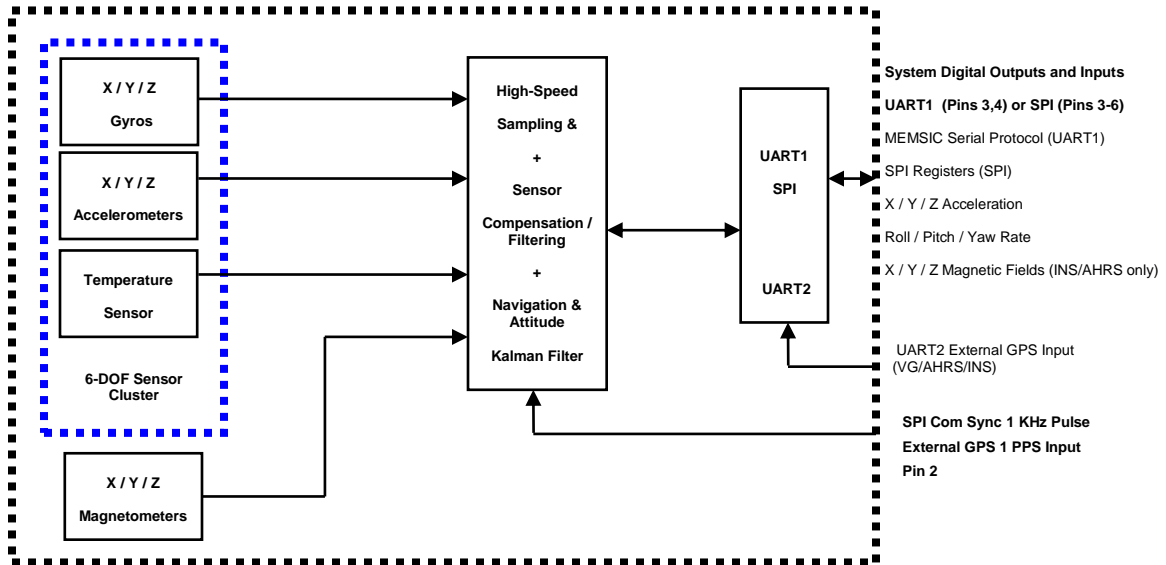 X / Y / Z
Gyros
X / Y / Z
Accelerometers
Temperature
Sensor
6-DOF Sensor
Cluster
X / Y / Z
Magnetometers
High-Speed
Sampling &
+
Sensor
Compensation /
Filtering
+
Navigation &
Attitude
Kalman Filter
UART1
SPI
UART2
System Digital Outputs and Inputs
UART1  (Pins 3,4) or SPI (Pins 3-6)
MEMSIC Serial Protocol (UART1)
SPI Registers (SPI)
X / Y / Z Acceleration
Roll / Pitch / Yaw Rate
X / Y / Z Magnetic Fields (INS/AHRS only)
UART2 External GPS Input
(VG/AHRS/INS)
SPI Com Sync 1 KHz Pulse
External GPS 1 PPS Input
Pin 2